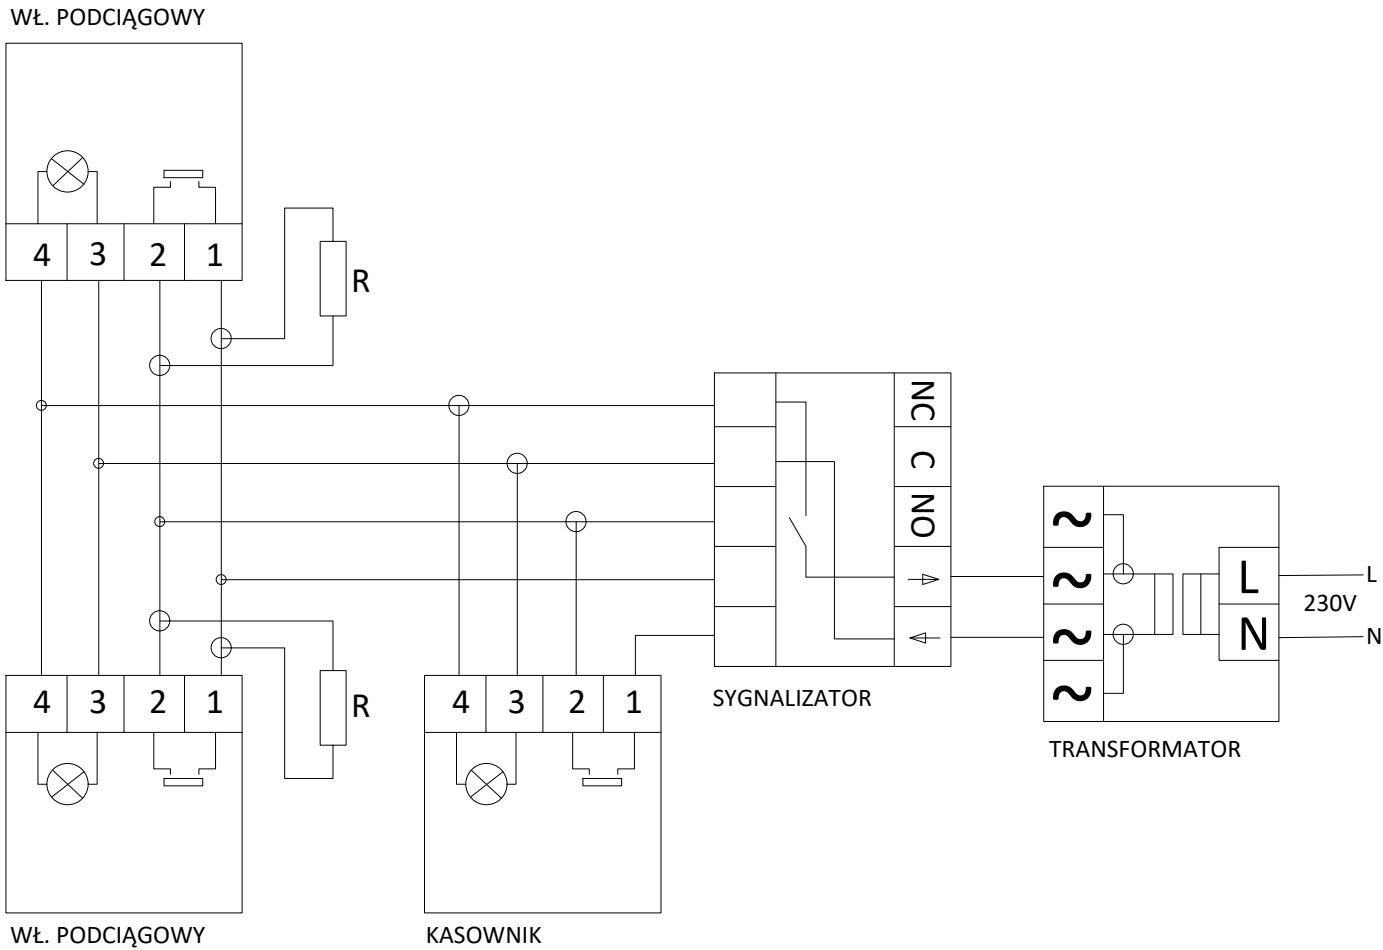 WŁ. PODCIĄGOWY
4 3 2 1
R
NC
C
NO
~
~
~
~
L
N
L
230V
N
SYGNALIZATOR
TRANSFORMATOR
4 3 2 1
R
4 3 2 1
WŁ. PODCIĄGOWY
KASOWNIK